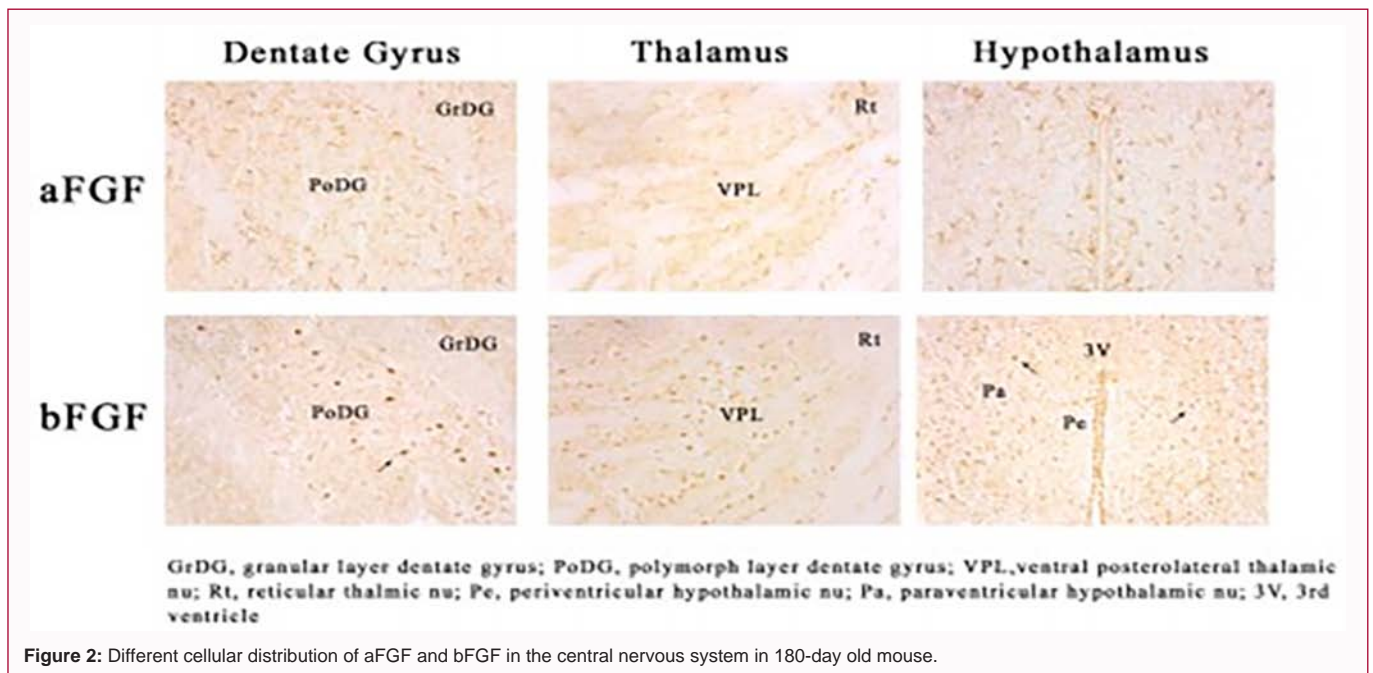 Dentate Gyrus Thalamus Hypothalamus
aFGF
GrDG
PoDG
Rt
VPL
bFGF
GrDG
PoDG
Rt
VPL
3V
Pa
Pe
GrDG, granular layer dentate gyrus; PoDG, polymorph layer dentate gyrus; VPL,ventral posterolateral thalamic
nu; Rt, reticular thalmic nu; Pe, periventricular hypothalamic nu; Pa, paraventricular hypothalamic nu; 3V, 3rd
ventricle
Figure 2: Different cellular distribution of aFGF and bFGF in the central nervous system in 180-day old mouse.